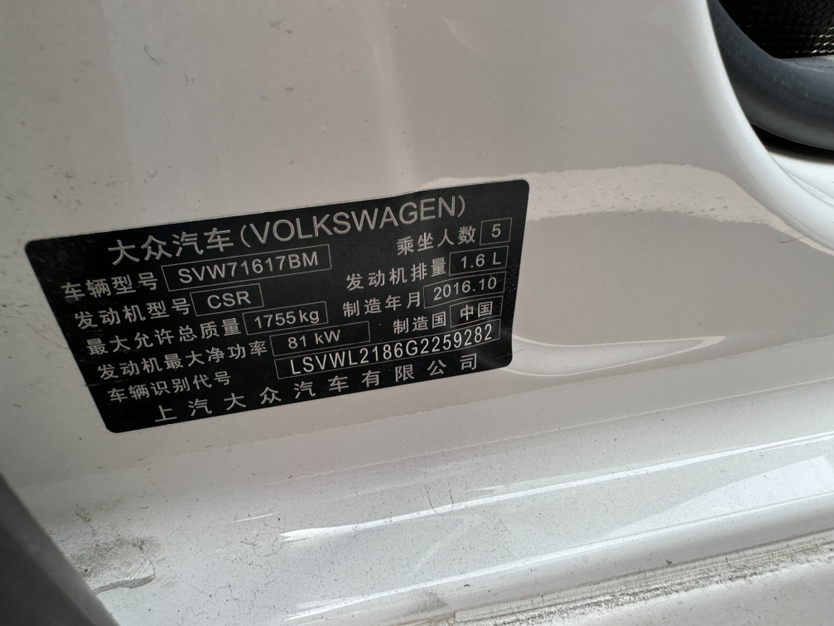 大众汽车(VOLKSWAGEN)
车辆型号 SVW71617BM 乘坐人数 5
发动机型号 CSR 发动机排量 1.6 L
最大允许总质量 1755kg 制造年月 2016.10
发动机最大净功率 81 kW 制造国 中国
车辆识别代号 LSVWL2186G2259282
上汽大众汽车有限公司